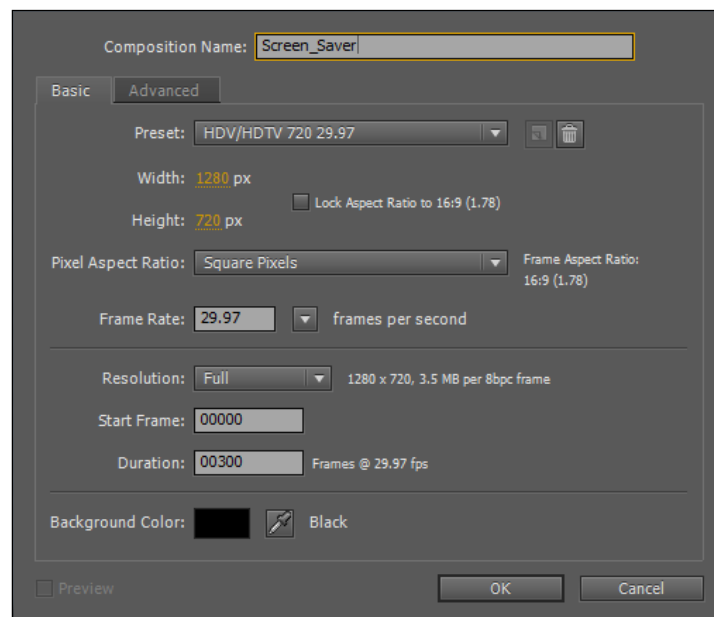 Composition Name: Screen_Saver
Basic Advanced
Preset: HDV/HDTV 720 29.97
Width: 1280 px
Lock Aspect Ratio to 16:9 (1.78)
Height: 720 px
Pixel Aspect Ratio: Square Pixels
Frame Aspect Ratio:
16:9 (1.78)
Frame Rate: 29.97 frames per second
Resolution: Full 1280 x 720, 3.5 MB per 8bpc frame
Start Frame: 00000
Duration: 00300 Frames @ 29.97 fps
Background Color: Black
Preview OK Cancel